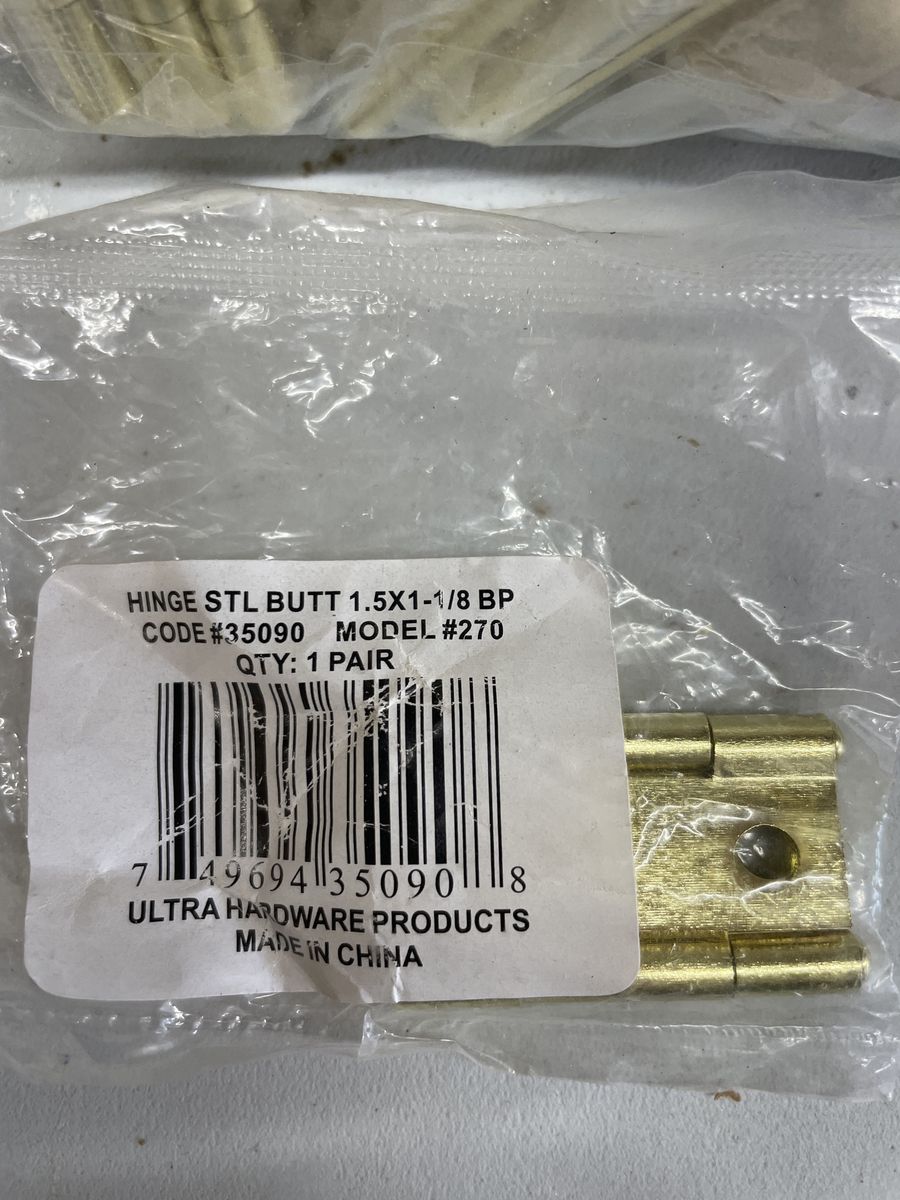 HINGE STL BUTT 1.5X1-1/8 BP
CODE#35090 MODEL#270
QTY: 1 PAIR
7 49694 35090 8
ULTRA HARDWARE PRODUCTS
MADE IN CHINA